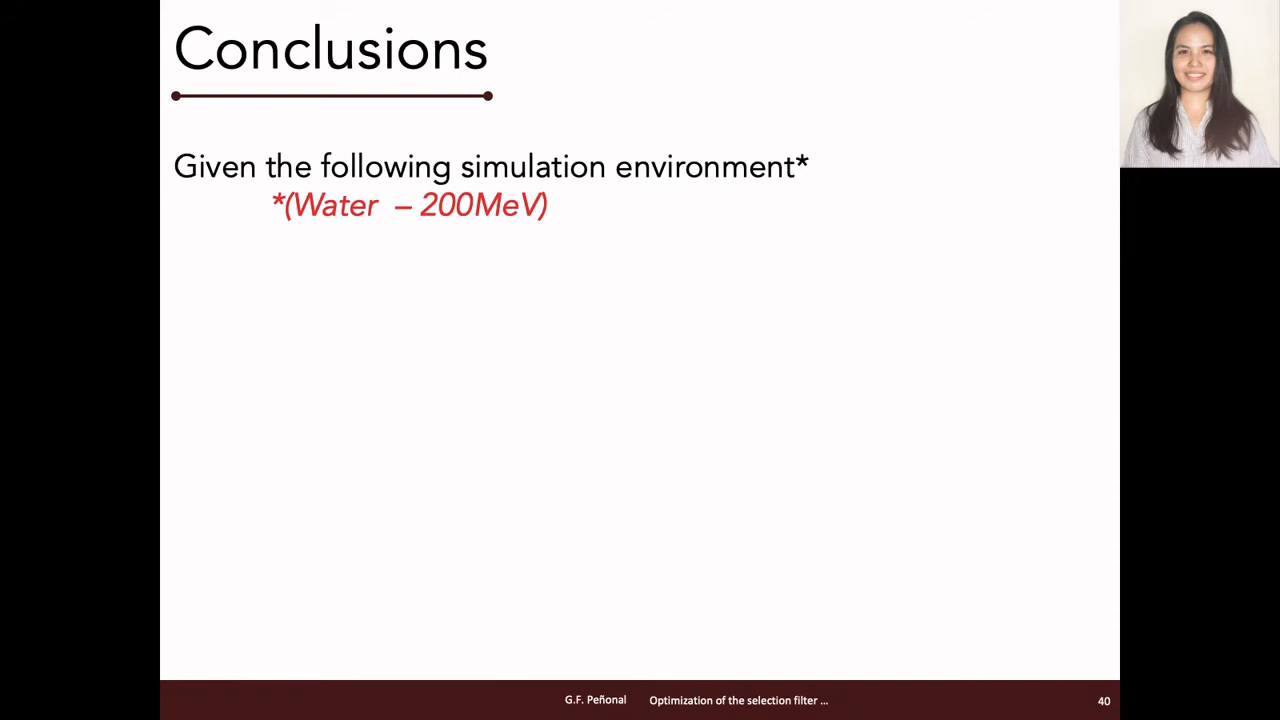 Conclusions
Given the following simulation environment*
*(Water – 200MeV)
G.F. Peñonal Optimization of the selection filter ... 40